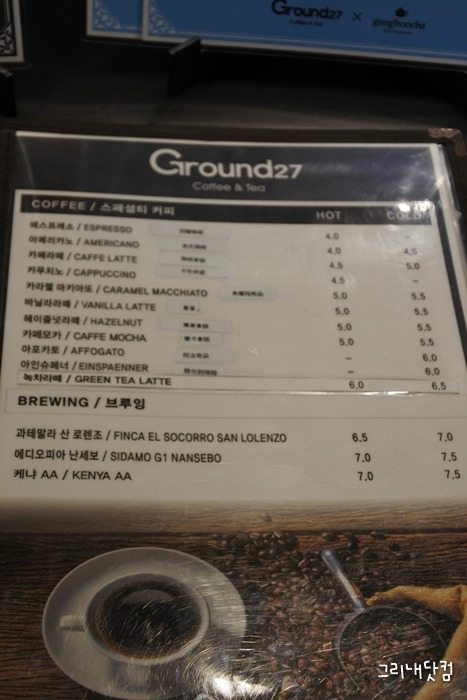 Ground27
Coffee & Tea
×
gongboocha
Ground27
Coffee & Tea
COFFEE / 스페셜티 커피 HOT COLD
에스프레소 / ESPRESSO 4,0 –
아메리카노 / AMERICANO 4,0 4,5
카페라떼 / CAFFE LATTE 4,5 5,0
카푸치노 / CAPPUCCINO 4,5 –
카라멜 마키아또 / CARAMEL MACCHIATO 5,0 5,5
바닐라라떼 / VANILLA LATTE 5,0 5,5
헤이즐넛라떼 / HAZELNUT 5,0 5,5
카페모카 / CAFFE MOCHA 5,0 5,5
아포카토 / AFFOGATO – 6,0
아인슈페너 / EINSPAENNER – 6,0
녹차라떼 / GREEN TEA LATTE 6,0 6,5
BREWING / 브루잉
과테말라 산 로렌조 / FINCA EL SOCORRO SAN LOLENZO 6,5 7,0
에디오피아 난세보 / SIDAMO G1 NANSEBO 7,0 7,5
케냐 AA / KENYA AA 7,0 7,5
그리내닷컴